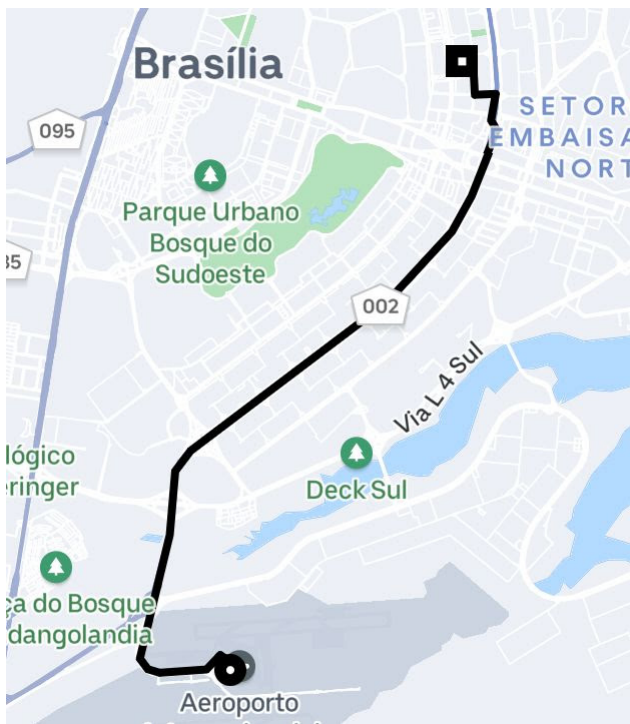 Brasília
095
SETOR
EMBAISA
NORT
Parque Urbano
Bosque do
Sudoeste
35
002
Via L 4 Sul
lógico
eringer
Deck Sul
ça do Bosque
dangolandia
Aeroporto